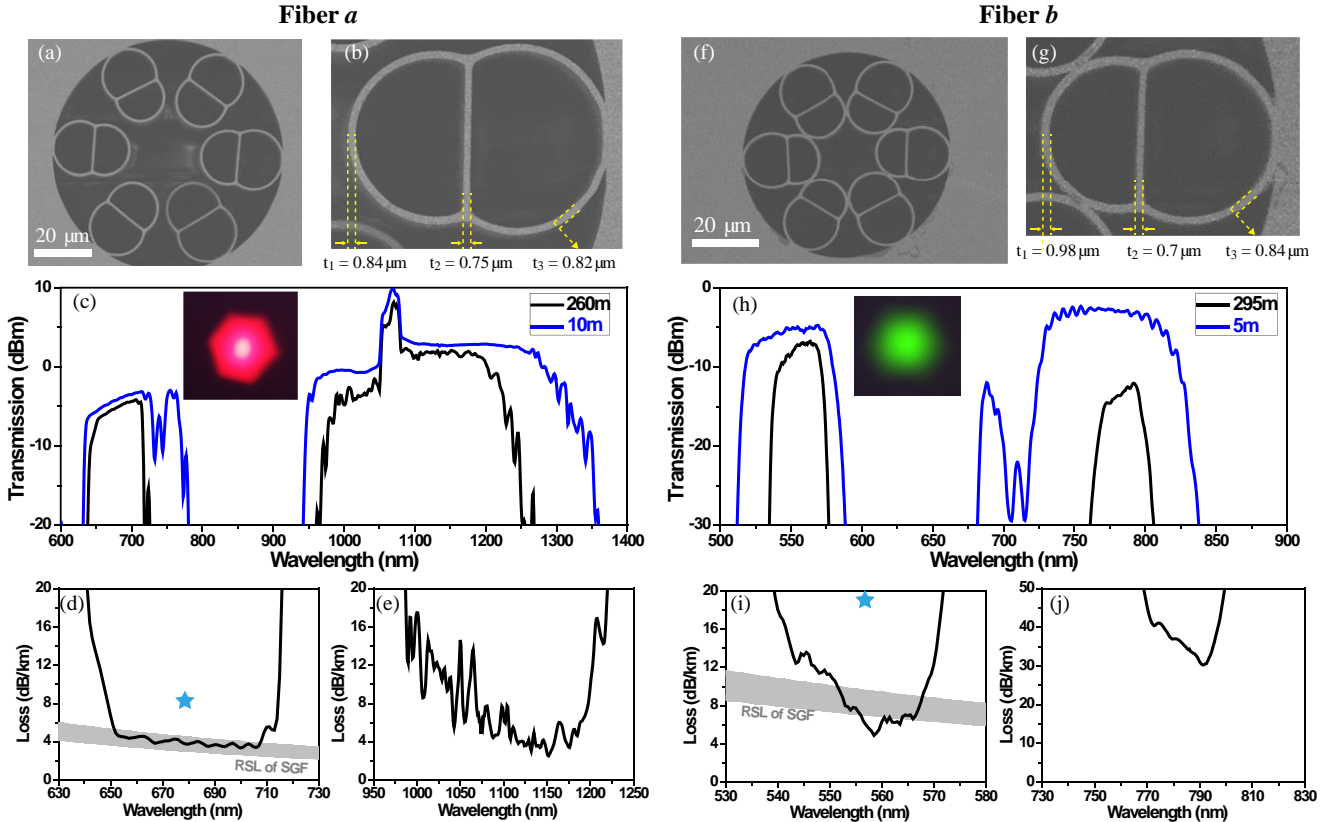 Fiber a
Fiber b
(a)
20 µm
(b)
t₁ = 0.84 µm
t₂ = 0.75 µm
t₃ = 0.82 µm
(f)
20 µm
(g)
t₁ = 0.98 µm
t₂ = 0.7 µm
t₃ = 0.84 µm
(c)
260m
10m
Transmission (dBm)
10
0
-10
-20
600 700 800 900 1000 1100 1200 1300 1400
Wavelength (nm)
(h)
295m
5m
Transmission (dBm)
0
-10
-20
-30
500 550 600 650 700 750 800 850 900
Wavelength (nm)
(d)
Loss (dB/km)
20
16
12
8
4
0
RSL of SGF
630 650 670 690 710 730
Wavelength (nm)
(e)
Loss (dB/km)
20
16
12
8
4
0
950 1000 1050 1100 1150 1200 1250
Wavelength (nm)
(i)
Loss (dB/km)
20
16
12
8
4
0
RSL of SGF
530 540 550 560 570 580
Wavelength (nm)
(j)
Loss (dB/km)
50
40
30
20
10
0
730 750 770 790 810 830
Wavelength (nm)